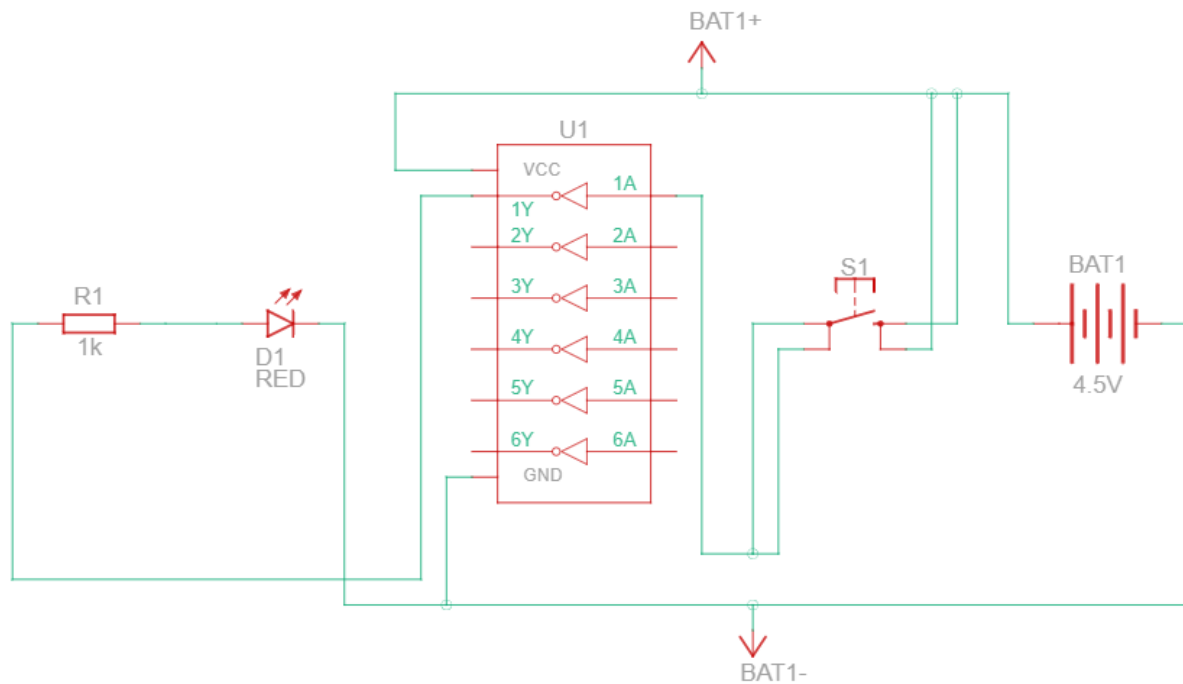 BAT1+
U1
VCC
1A
1Y
2Y 2A
3Y 3A
4Y 4A
5Y 5A
6Y 6A
GND
R1
1k
D1
RED
S1
BAT1
4.5V
BAT1-